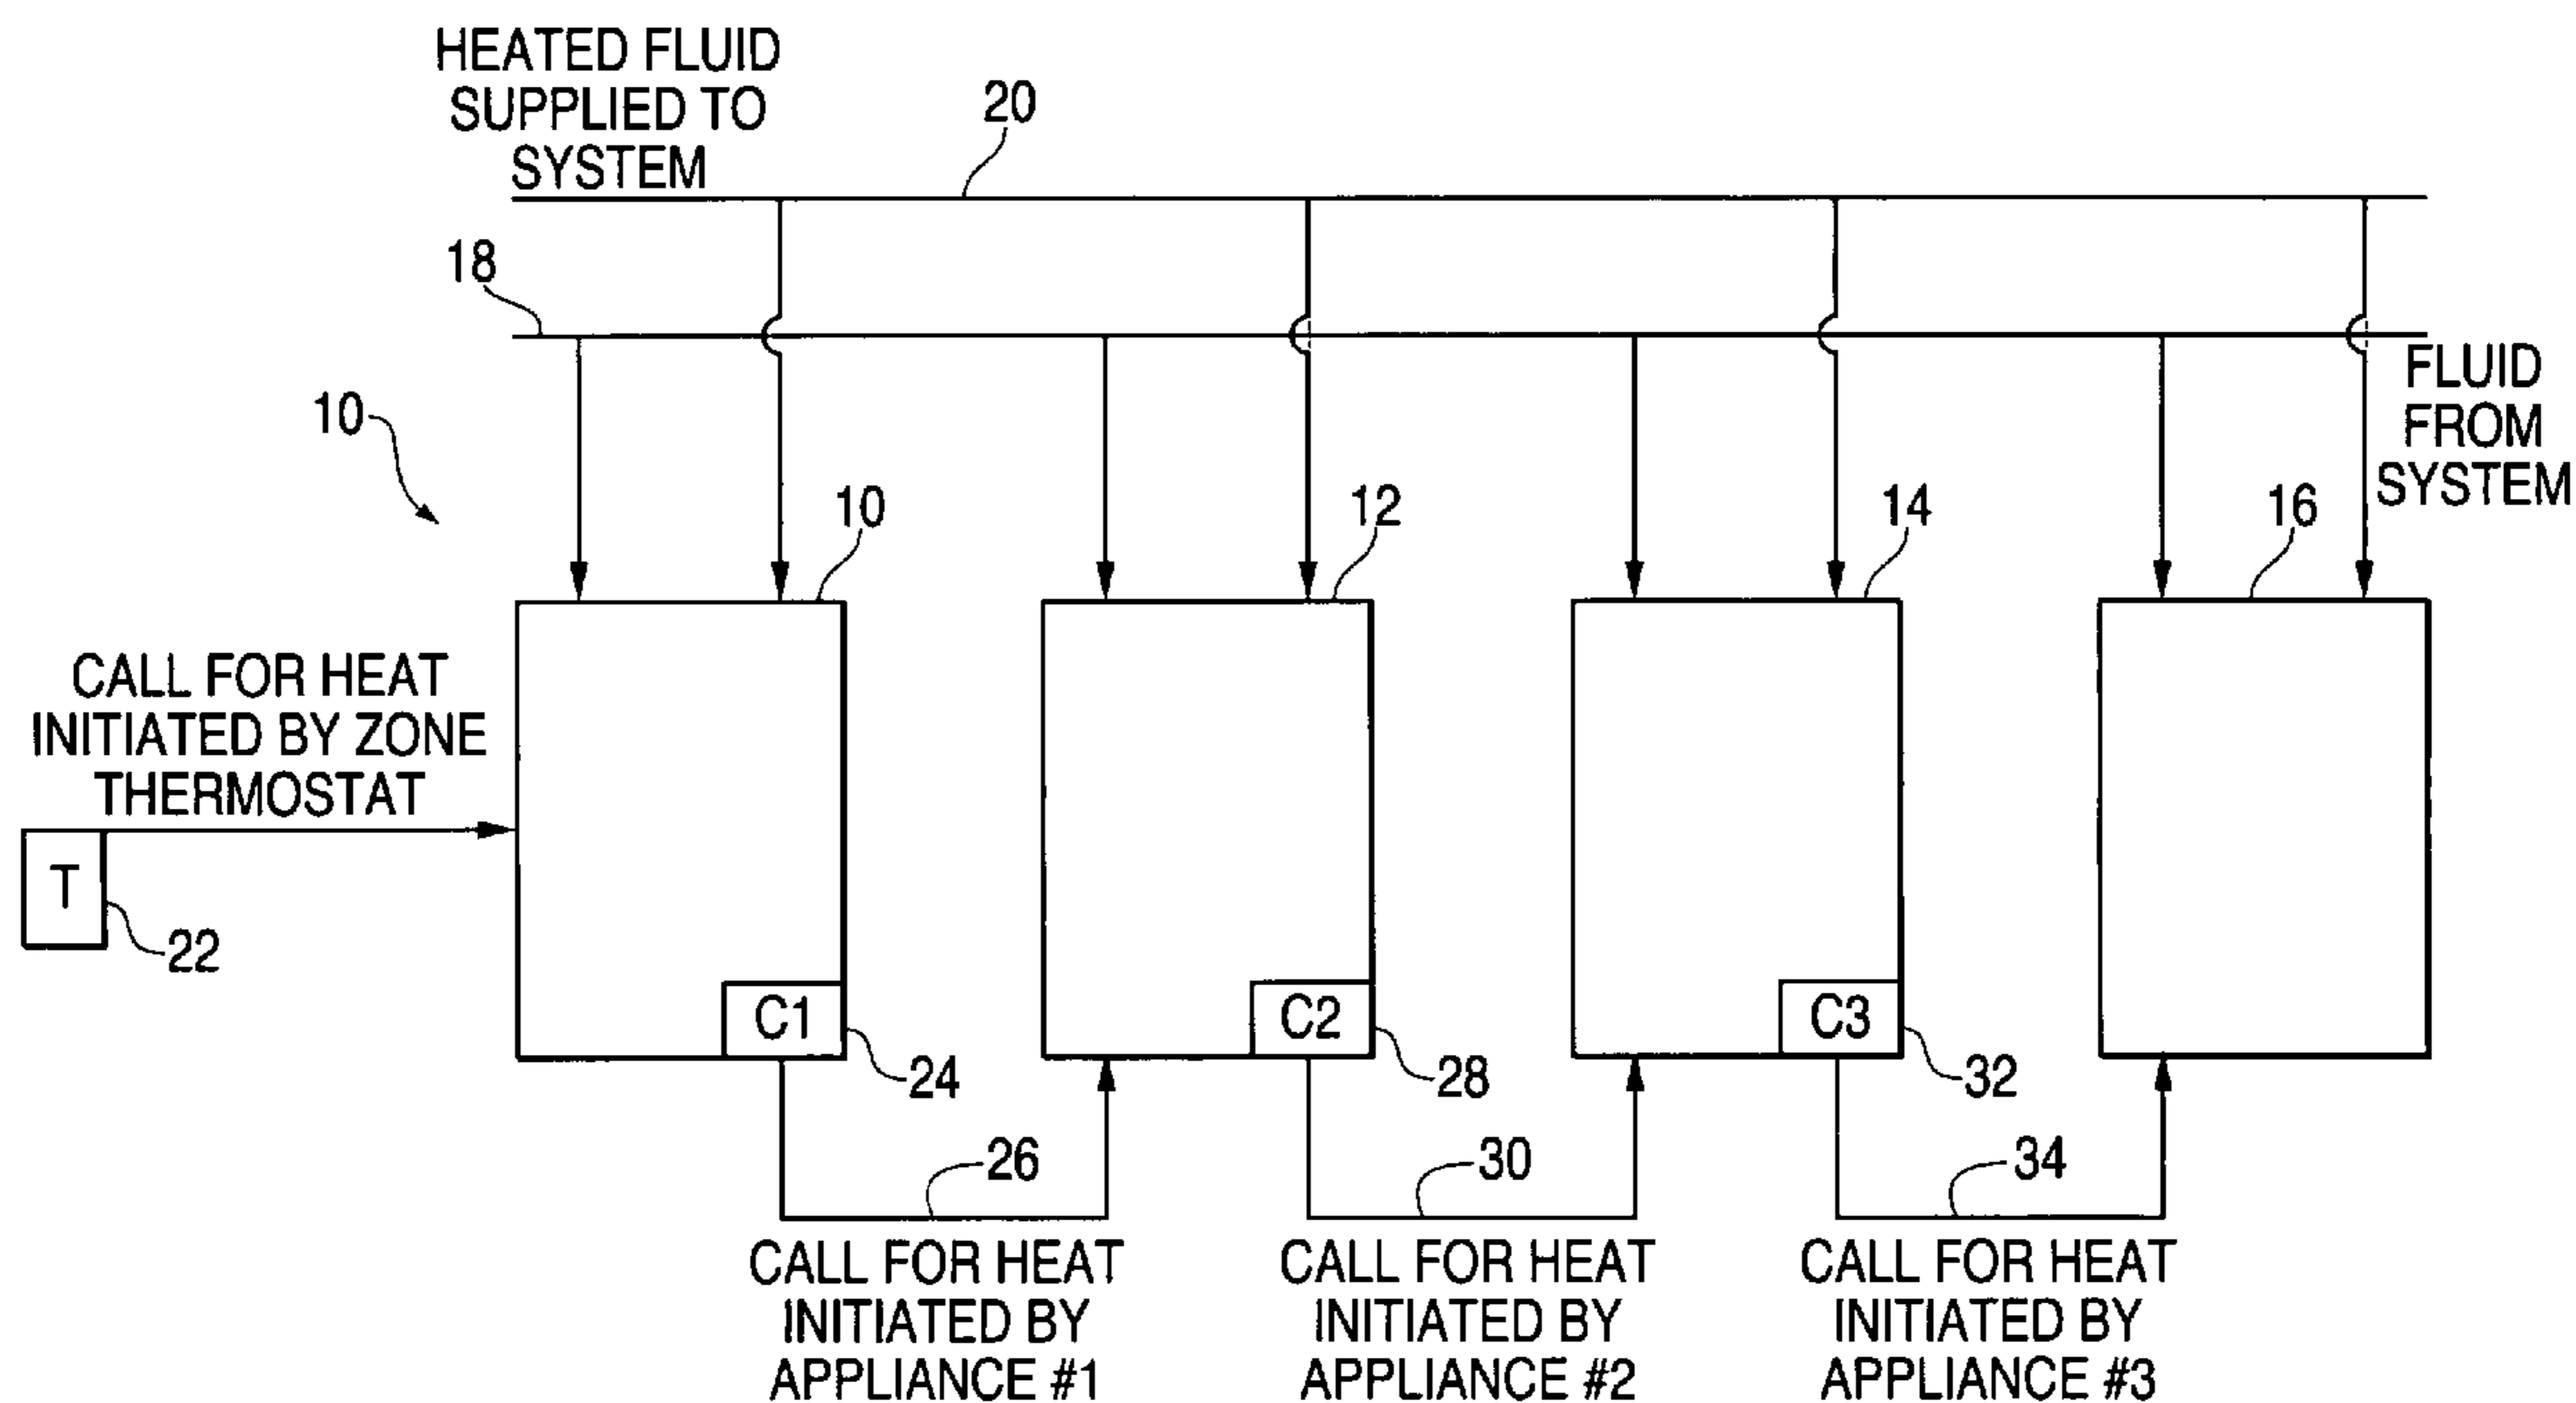 HEATED FLUID
SUPPLIED TO
SYSTEM
20
18
FLUID
FROM
SYSTEM
10
10
12
14
16
CALL FOR HEAT
INITIATED BY ZONE
THERMOSTAT
T
22
C1
C2
C3
24
28
32
26
30
34
CALL FOR HEAT
INITIATED BY
APPLIANCE #1
CALL FOR HEAT
INITIATED BY
APPLIANCE #2
CALL FOR HEAT
INITIATED BY
APPLIANCE #3